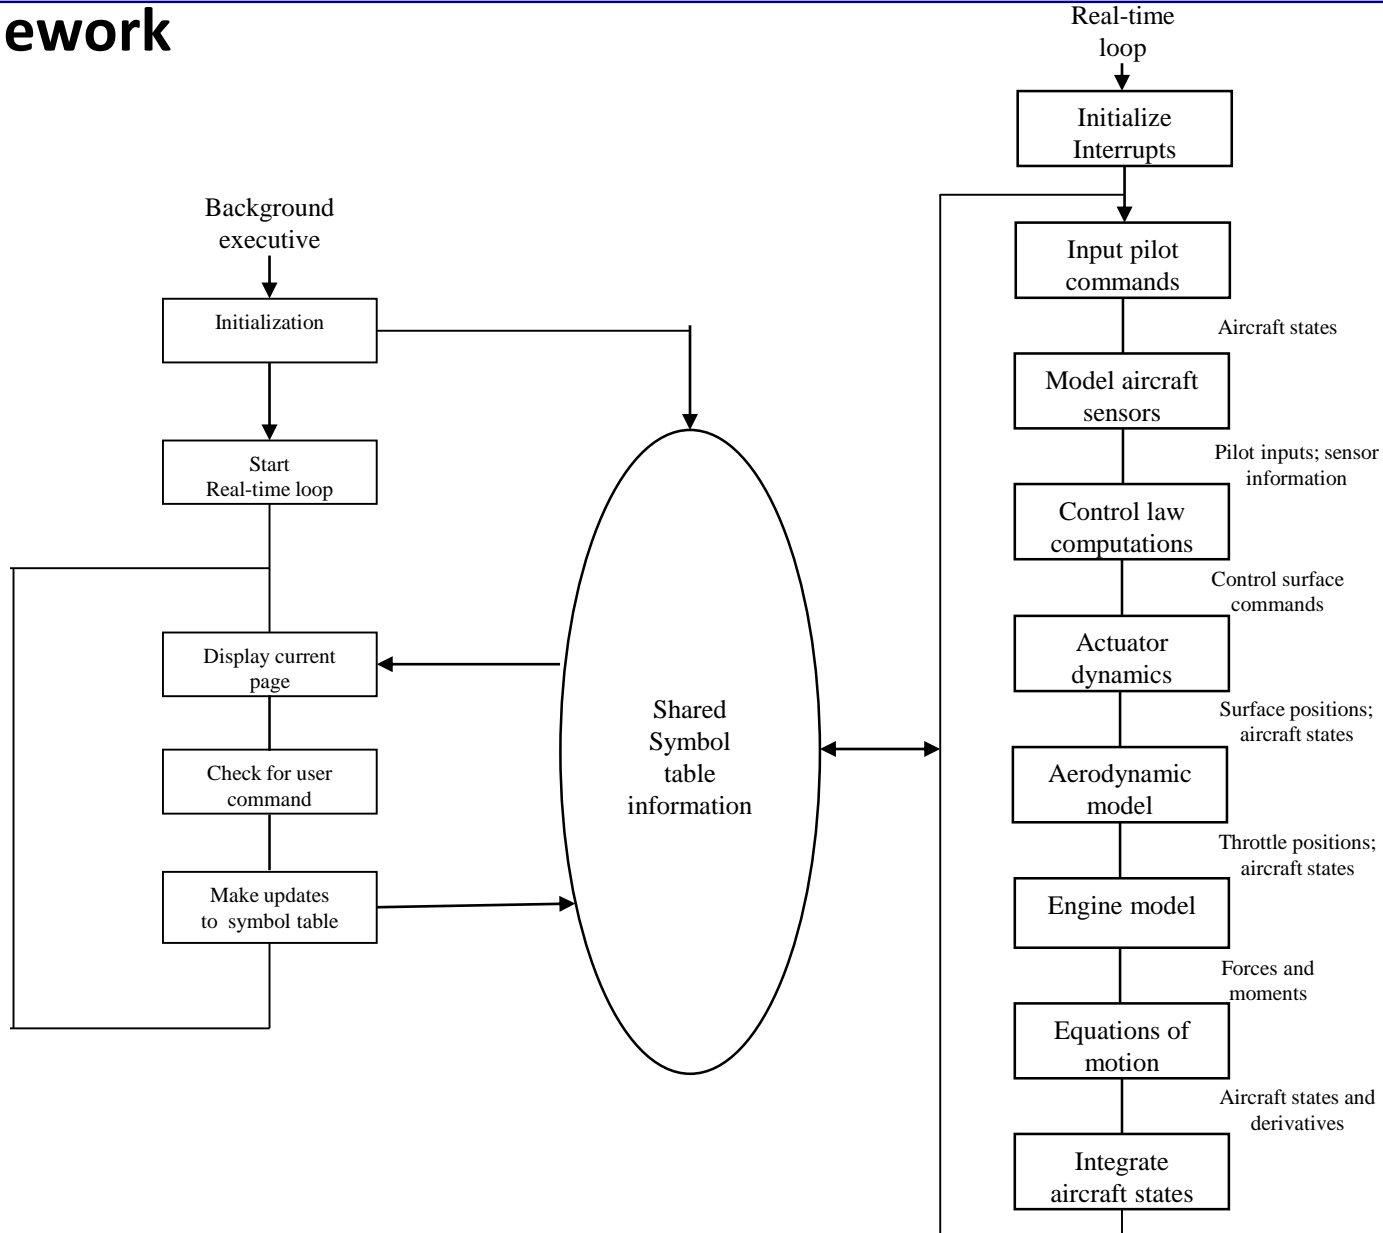 ework
Background
executive
Initialization
Start
Real-time loop
Display current
page
Check for user
command
Make updates
to symbol table
Shared
Symbol
table
information
Real-time
loop
Initialize
Interrupts
Input pilot
commands
Aircraft states
Model aircraft
sensors
Pilot inputs; sensor
information
Control law
computations
Control surface
commands
Actuator
dynamics
Surface positions;
aircraft states
Aerodynamic
model
Throttle positions;
aircraft states
Engine model
Forces and
moments
Equations of
motion
Aircraft states and
derivatives
Integrate
aircraft states